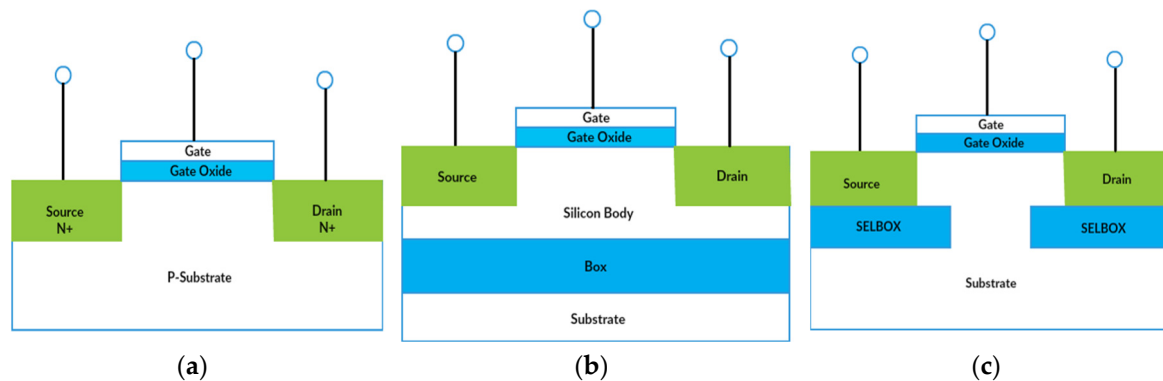 Gate
Gate Oxide
Source
N+
Drain
N+
P-Substrate
(a)
Gate
Gate Oxide
Source
Drain
Silicon Body
Box
Substrate
(b)
Gate
Gate Oxide
Source
Drain
SELBOX
SELBOX
Substrate
(c)